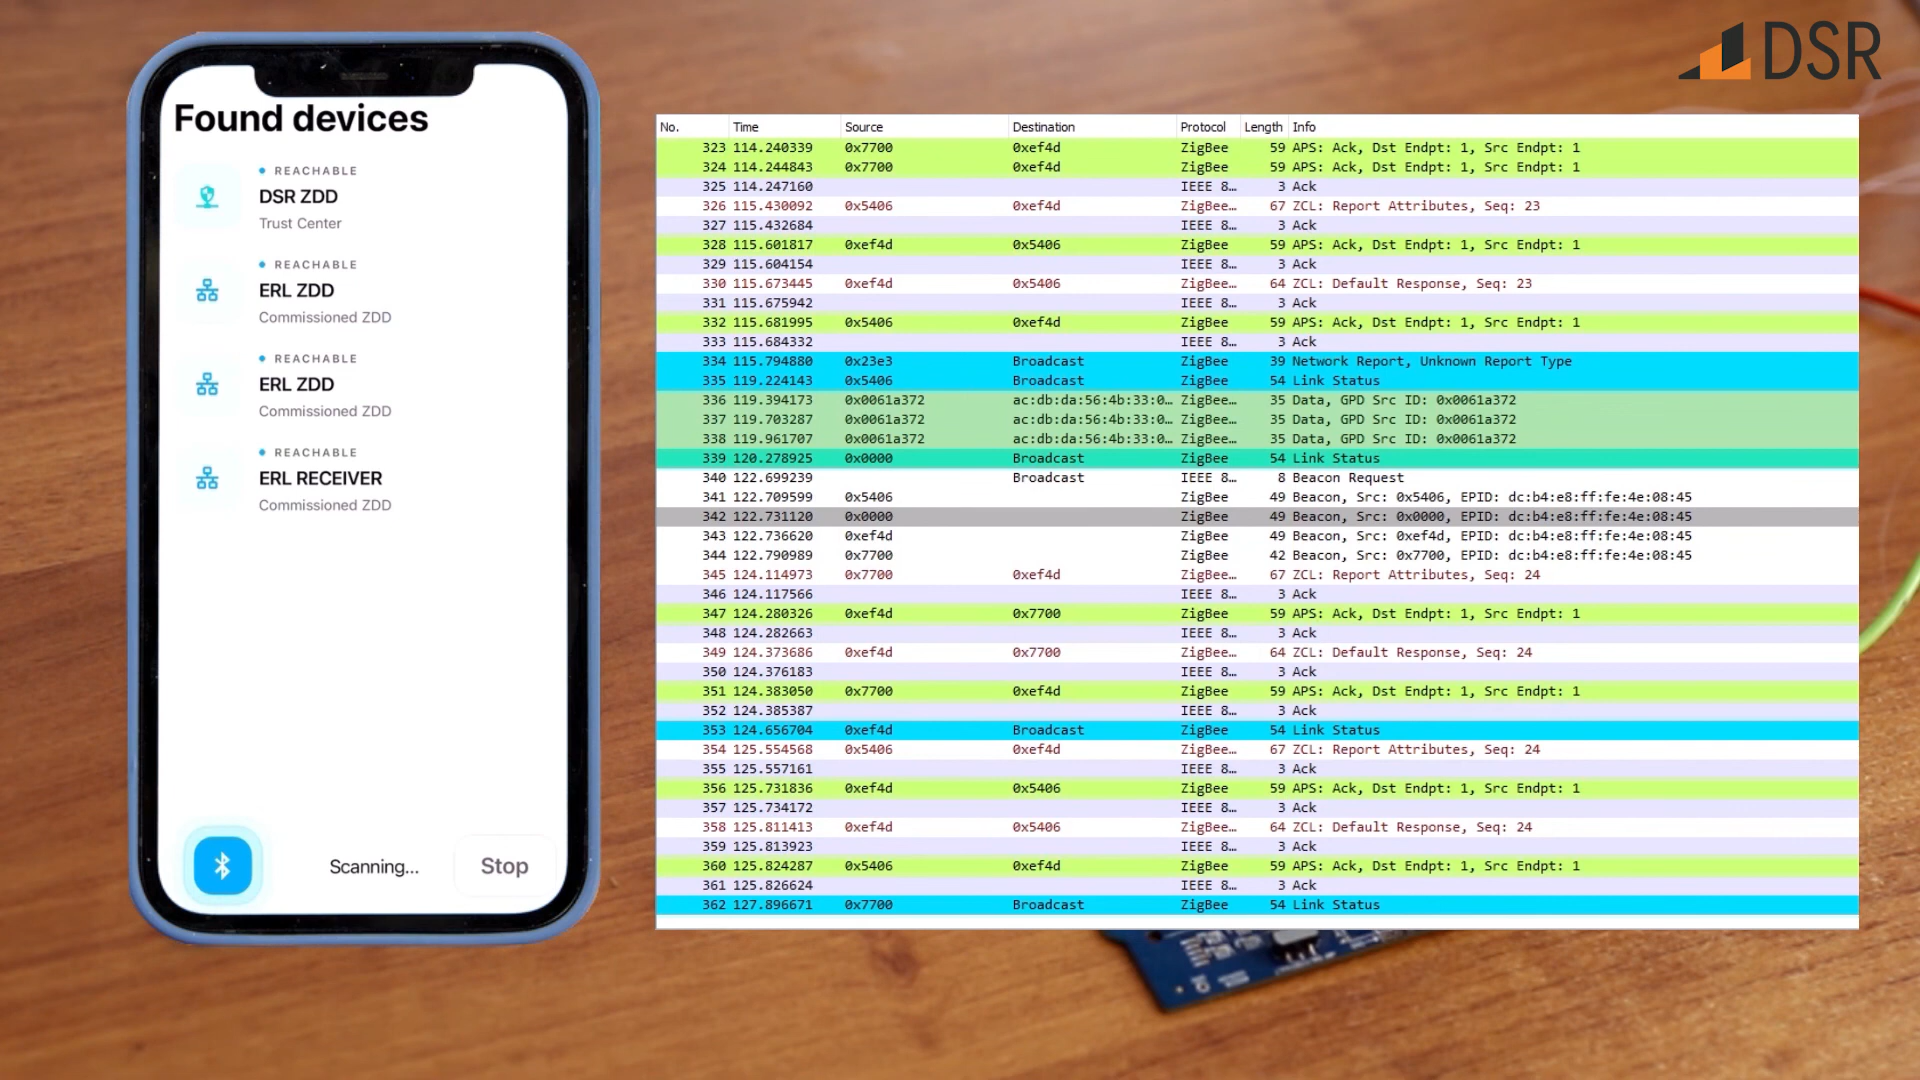 DSR
Found devices
REACHABLE
DSR ZDD
Trust Center
REACHABLE
ERL ZDD
Commissioned ZDD
REACHABLE
ERL ZDD
Commissioned ZDD
REACHABLE
ERL RECEIVER
Commissioned ZDD
Scanning...
Stop
No. Time Source Destination Protocol Length Info
323 114.240339 0x7700 0xef4d ZigBee 59 APS: Ack, Dst Endpt: 1, Src Endpt: 1
324 114.244843 0x7700 0xef4d ZigBee 59 APS: Ack, Dst Endpt: 1, Src Endpt: 1
325 114.247160 IEEE 8… 3 Ack
326 115.430092 0x5406 0xef4d ZigBee… 67 ZCL: Report Attributes, Seq: 23
327 115.432684 IEEE 8… 3 Ack
328 115.601817 0xef4d 0x5406 ZigBee 59 APS: Ack, Dst Endpt: 1, Src Endpt: 1
329 115.604154 IEEE 8… 3 Ack
330 115.673445 0xef4d 0x5406 ZigBee… 64 ZCL: Default Response, Seq: 23
331 115.675942 IEEE 8… 3 Ack
332 115.681995 0x5406 0xef4d ZigBee 59 APS: Ack, Dst Endpt: 1, Src Endpt: 1
333 115.684332 IEEE 8… 3 Ack
334 115.794880 0x23e3 Broadcast ZigBee 39 Network Report, Unknown Report Type
335 119.224143 0x5406 Broadcast ZigBee 54 Link Status
336 119.394173 0x0061a372 ac:db:da:56:4b:33:0… ZigBee… 35 Data, GPD Src ID: 0x0061a372
337 119.703287 0x0061a372 ac:db:da:56:4b:33:0… ZigBee… 35 Data, GPD Src ID: 0x0061a372
338 119.961707 0x0061a372 ac:db:da:56:4b:33:0… ZigBee… 35 Data, GPD Src ID: 0x0061a372
339 120.278925 0x0000 Broadcast ZigBee 54 Link Status
340 122.699239 Broadcast IEEE 8… 8 Beacon Request
341 122.709599 0x5406 ZigBee 49 Beacon, Src: 0x5406, EPID: dc:b4:e8:ff:fe:4e:08:45
342 122.731120 0x0000 ZigBee 49 Beacon, Src: 0x0000, EPID: dc:b4:e8:ff:fe:4e:08:45
343 122.736620 0xef4d ZigBee 49 Beacon, Src: 0xef4d, EPID: dc:b4:e8:ff:fe:4e:08:45
344 122.790989 0x7700 ZigBee 42 Beacon, Src: 0x7700, EPID: dc:b4:e8:ff:fe:4e:08:45
345 124.114973 0x7700 0xef4d ZigBee… 67 ZCL: Report Attributes, Seq: 24
346 124.117566 IEEE 8… 3 Ack
347 124.280326 0xef4d 0x7700 ZigBee 59 APS: Ack, Dst Endpt: 1, Src Endpt: 1
348 124.282663 IEEE 8… 3 Ack
349 124.373686 0xef4d 0x7700 ZigBee… 64 ZCL: Default Response, Seq: 24
350 124.376183 IEEE 8… 3 Ack
351 124.383050 0x7700 0xef4d ZigBee 59 APS: Ack, Dst Endpt: 1, Src Endpt: 1
352 124.385387 IEEE 8… 3 Ack
353 124.656704 0xef4d Broadcast ZigBee 54 Link Status
354 125.554568 0x5406 0xef4d ZigBee… 67 ZCL: Report Attributes, Seq: 24
355 125.557161 IEEE 8… 3 Ack
356 125.731836 0xef4d 0x5406 ZigBee 59 APS: Ack, Dst Endpt: 1, Src Endpt: 1
357 125.734172 IEEE 8… 3 Ack
358 125.811413 0xef4d 0x5406 ZigBee… 64 ZCL: Default Response, Seq: 24
359 125.813923 IEEE 8… 3 Ack
360 125.824287 0x5406 0xef4d ZigBee 59 APS: Ack, Dst Endpt: 1, Src Endpt: 1
361 125.826624 IEEE 8… 3 Ack
362 127.896671 0x7700 Broadcast ZigBee 54 Link Status